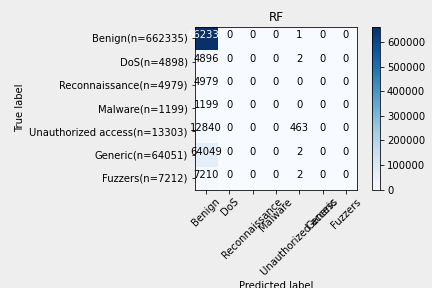 RF
Benign(n=662335) 0 0 0 1 0 0
DoS(n=4898) 4896 0 0 0 2 0 0
Reconnaissance(n=4979) 4979 0 0 0 0 0 0
Malware(n=1199) 1199 0 0 0 0 0 0
Unauthorized access(n=13303) 12840 0 0 0 463 0 0
Generic(n=64051) 64049 0 0 0 2 0 0
Fuzzers(n=7212) 7210 0 0 0 2 0 0
True label
Benign
DoS
Reconnaissance
Malware
Unauthorized
Generic
Fuzzers
Predicted label
600000
500000
400000
300000
200000
100000
0